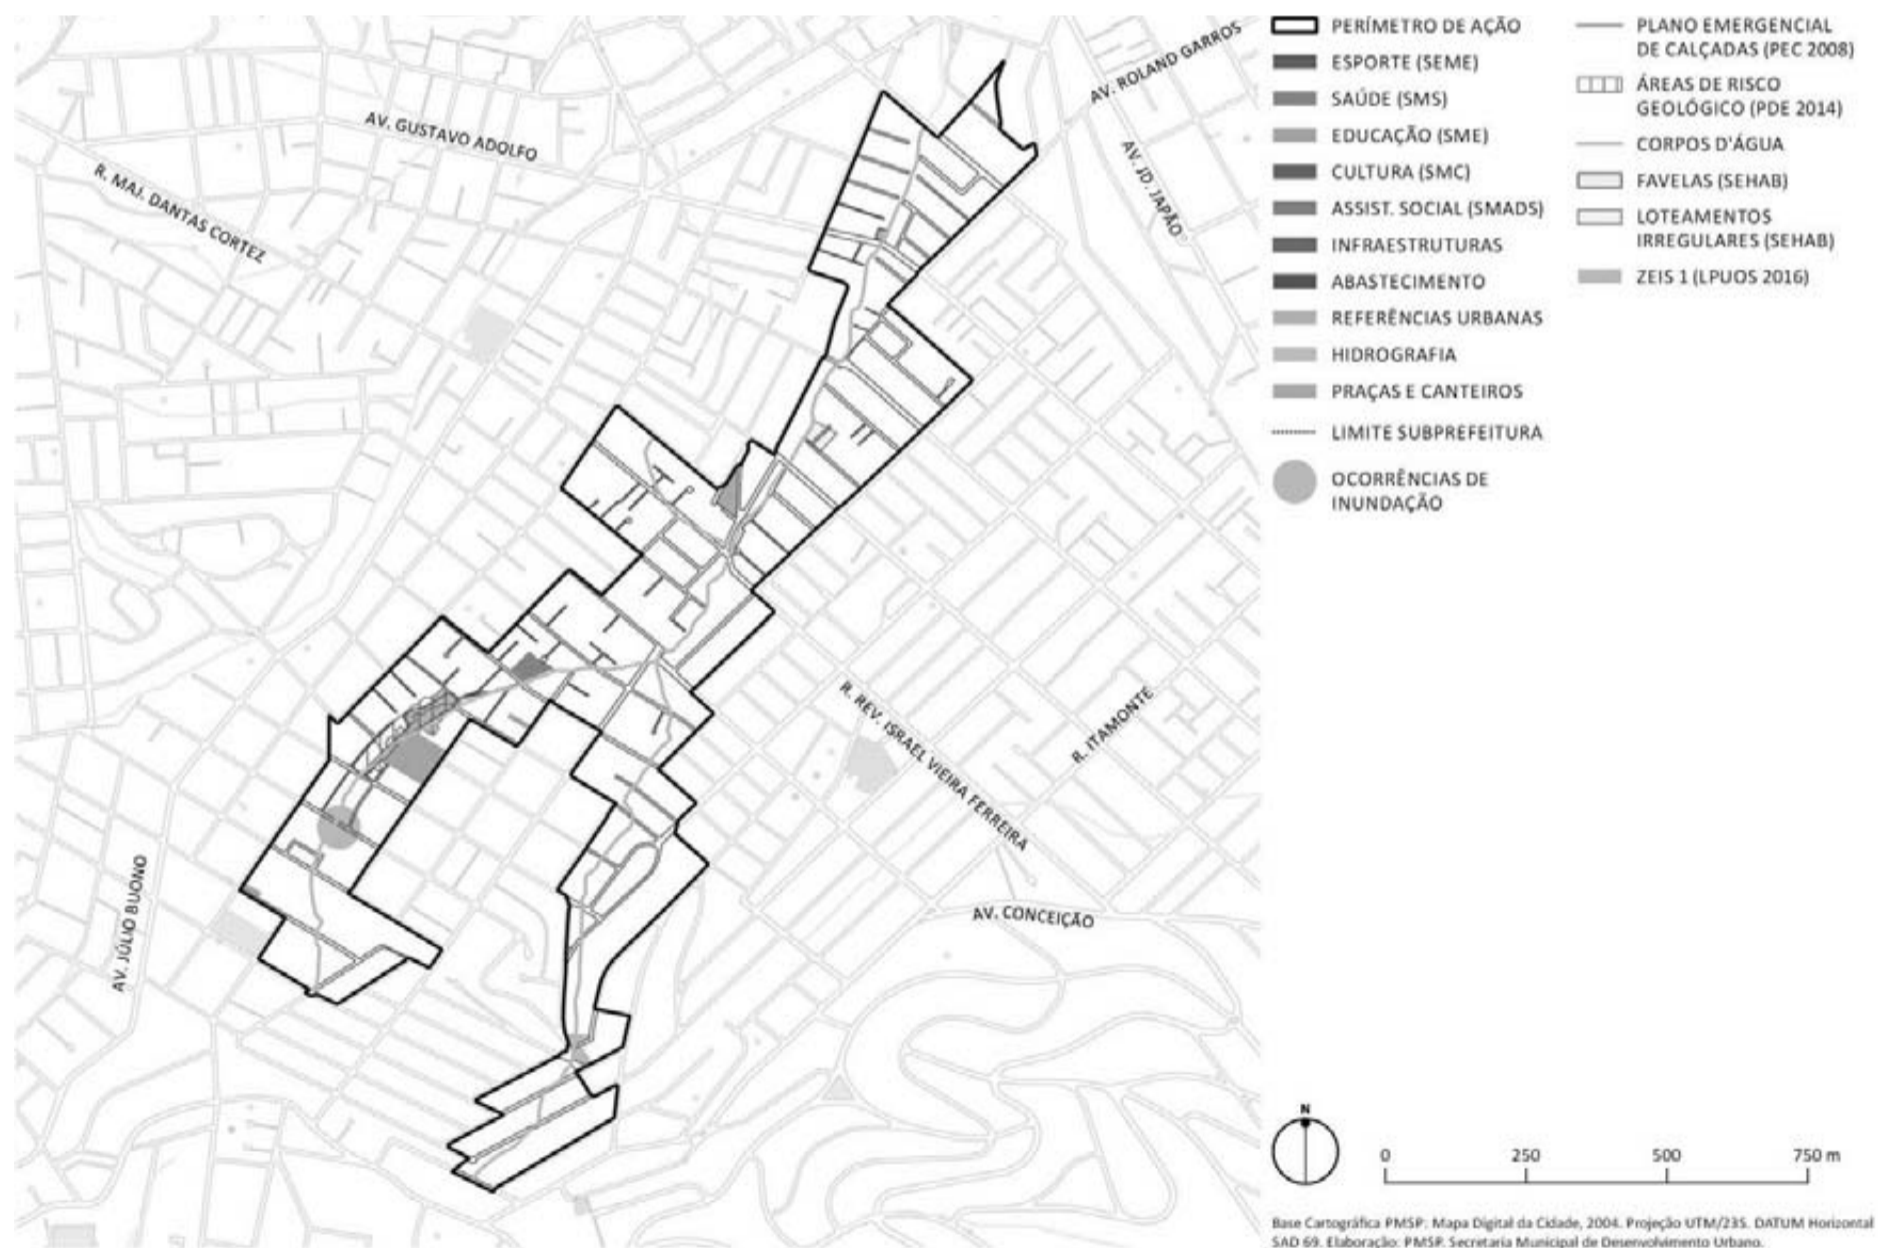 AV. ROLAND GARROS
AV. GUSTAVO ADOLFO
R. MAJ. DANTAS CORTEZ
AV. JD. JAPÃO
R. REV. ISRAEL VIEIRA FERREIRA
R. ITAMONTE
AV. JÚLIO BUONO
AV. CONCEIÇÃO
PERÍMETRO DE AÇÃO
ESPORTE (SEME)
SAÚDE (SMS)
EDUCAÇÃO (SME)
CULTURA (SMC)
ASSIST. SOCIAL (SMADS)
INFRAESTRUTURAS
ABASTECIMENTO
REFERÊNCIAS URBANAS
HIDROGRAFIA
PRAÇAS E CANTEIROS
LIMITE SUBPREFEITURA
OCORRÊNCIAS DE
INUNDAÇÃO
PLANO EMERGENCIAL
DE CALÇADAS (PEC 2008)
ÁREAS DE RISCO
GEOLÓGICO (PDE 2014)
CORPOS D'ÁGUA
FAVELAS (SEHAB)
LOTEAMENTOS
IRREGULARES (SEHAB)
ZEIS 1 (LPUOS 2016)
N
0 250 500 750 m
Base Cartográfica PMSP: Mapa Digital da Cidade, 2004. Projeção UTM/23S. DATUM Horizontal
SAD 69. Elaboração: PMSP. Secretaria Municipal de Desenvolvimento Urbano.